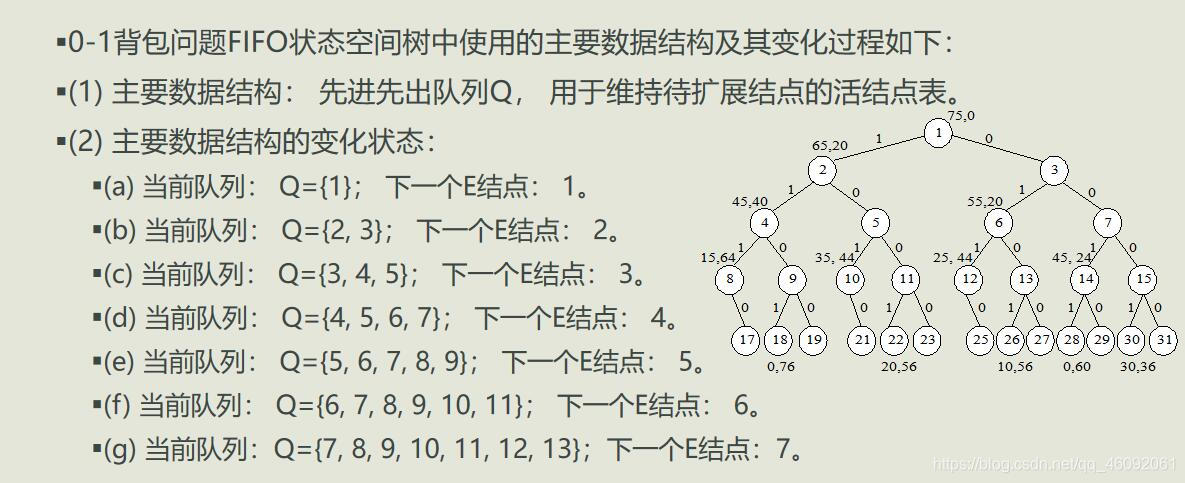 ▪0-1背包问题FIFO状态空间树中使用的主要数据结构及其变化过程如下：
▪(1) 主要数据结构： 先进先出队列Q， 用于维持待扩展结点的活结点表。
▪(2) 主要数据结构的变化状态：
▪(a) 当前队列： Q={1}； 下一个E结点： 1。
▪(b) 当前队列： Q={2, 3}； 下一个E结点： 2。
▪(c) 当前队列： Q={3, 4, 5}； 下一个E结点： 3。
▪(d) 当前队列： Q={4, 5, 6, 7}； 下一个E结点： 4。
▪(e) 当前队列： Q={5, 6, 7, 8, 9}； 下一个E结点： 5。
▪(f) 当前队列： Q={6, 7, 8, 9, 10, 11}； 下一个E结点： 6。
▪(g) 当前队列：Q={7, 8, 9, 10, 11, 12, 13}；下一个E结点：7。
75,0
1
1 0
65,20
2 3
1 0 1 0
45,40 55,20
4 5 6 7
1 0 1 0 1 0 1 0
15,64 35, 44 25, 44 45, 24
8 9 10 11 12 13 14 15
0 1 0 0 1 0 0 1 0 1 0 1 0
17 18 19 21 22 23 25 26 27 28 29 30 31
0,76 20,56 10,56 0,60 30,36
https://blog.csdn.net/qq_46092061